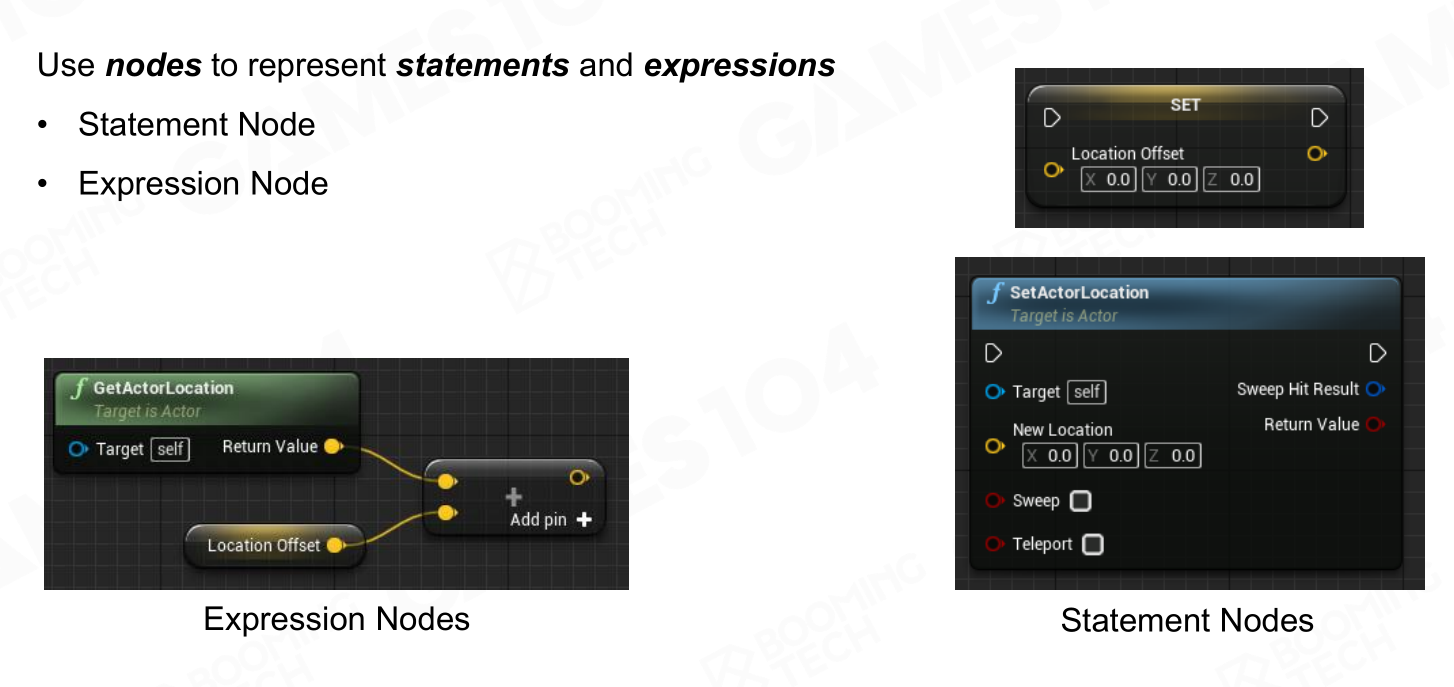 Use nodes to represent statements and expressions
• Statement Node
• Expression Node
SET
Location Offset
X 0.0 Y 0.0 Z 0.0
f SetActorLocation
Target is Actor
Target self
Sweep Hit Result
New Location
Return Value
X 0.0 Y 0.0 Z 0.0
Sweep
Teleport
Statement Nodes
f GetActorLocation
Target is Actor
Target self Return Value
Add pin +
Location Offset
Expression Nodes
GAMES104
BOOMING
TECH